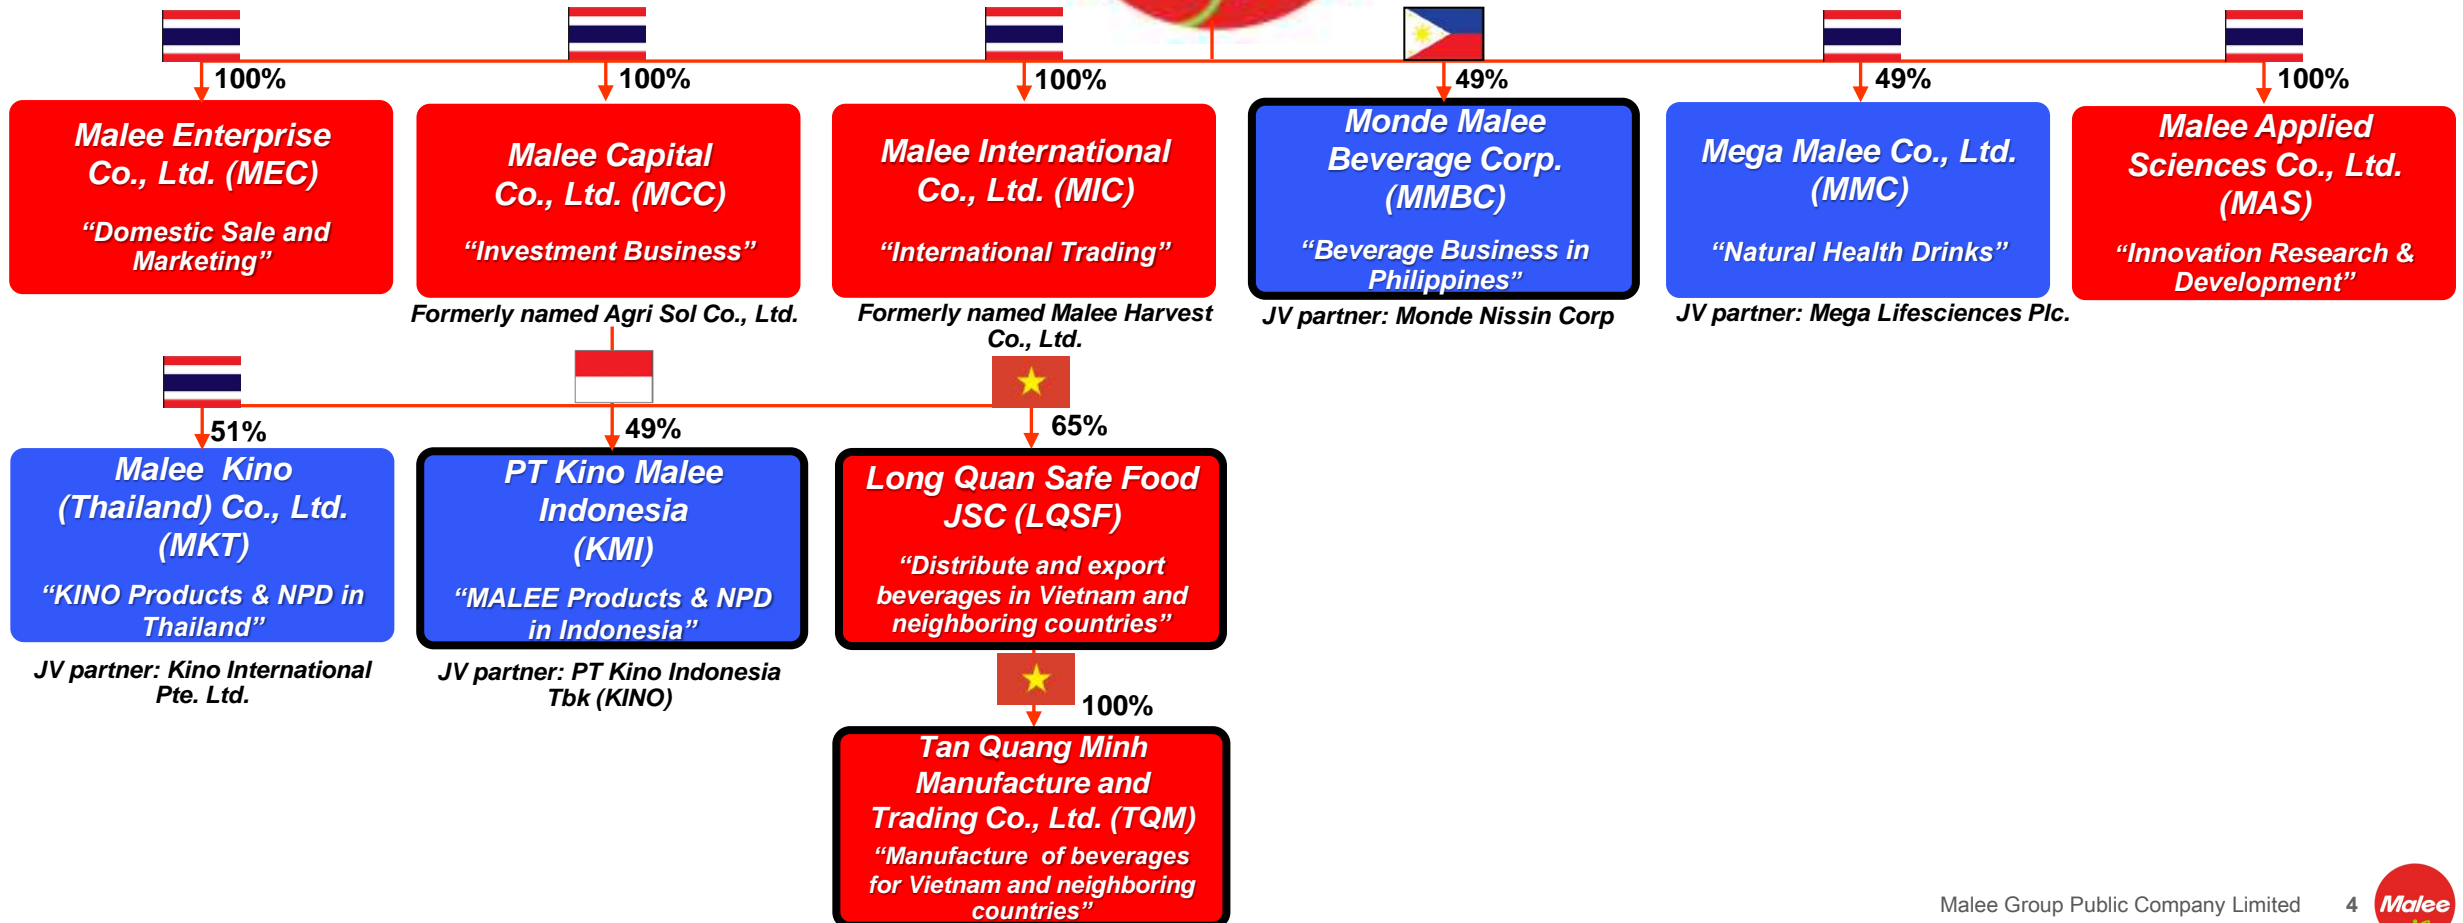 100%
100%
100%
49%
49%
100%
Malee Enterprise
Co., Ltd. (MEC)
“Domestic Sale and
Marketing”
Malee Capital
Co., Ltd. (MCC)
“Investment Business”
Formerly named Agri Sol Co., Ltd.
Malee International
Co., Ltd. (MIC)
“International Trading”
Formerly named Malee Harvest
Co., Ltd.
Monde Malee
Beverage Corp.
(MMBC)
“Beverage Business in
Philippines”
JV partner: Monde Nissin Corp
Mega Malee Co., Ltd.
(MMC)
“Natural Health Drinks”
JV partner: Mega Lifesciences Plc.
Malee Applied
Sciences Co., Ltd.
(MAS)
“Innovation Research &
Development”
51%
49%
65%
Malee Kino
(Thailand) Co., Ltd.
(MKT)
“KINO Products & NPD in
Thailand”
JV partner: Kino International
Pte. Ltd.
PT Kino Malee
Indonesia
(KMI)
“MALEE Products & NPD
in Indonesia”
JV partner: PT Kino Indonesia
Tbk (KINO)
Long Quan Safe Food
JSC (LQSF)
“Distribute and export
beverages in Vietnam and
neighboring countries”
100%
Tan Quang Minh
Manufacture and
Trading Co., Ltd. (TQM)
“Manufacture of beverages
for Vietnam and neighboring
countries”
Malee Group Public Company Limited 4
Malee